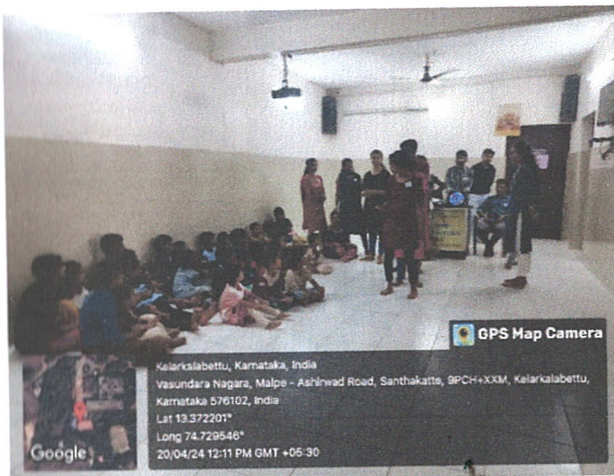 GPS Map Camera
Kelarkalabettu, Karnataka, India
Vasundara Nagara, Malpe - Ashirwad Road, Santhakatte, 9PCH+XXM, Kelarkalabettu,
Karnataka 576102, India
Lat 13.372201°
Long 74.729546°
20/04/24 12:11 PM GMT +05:30
Google